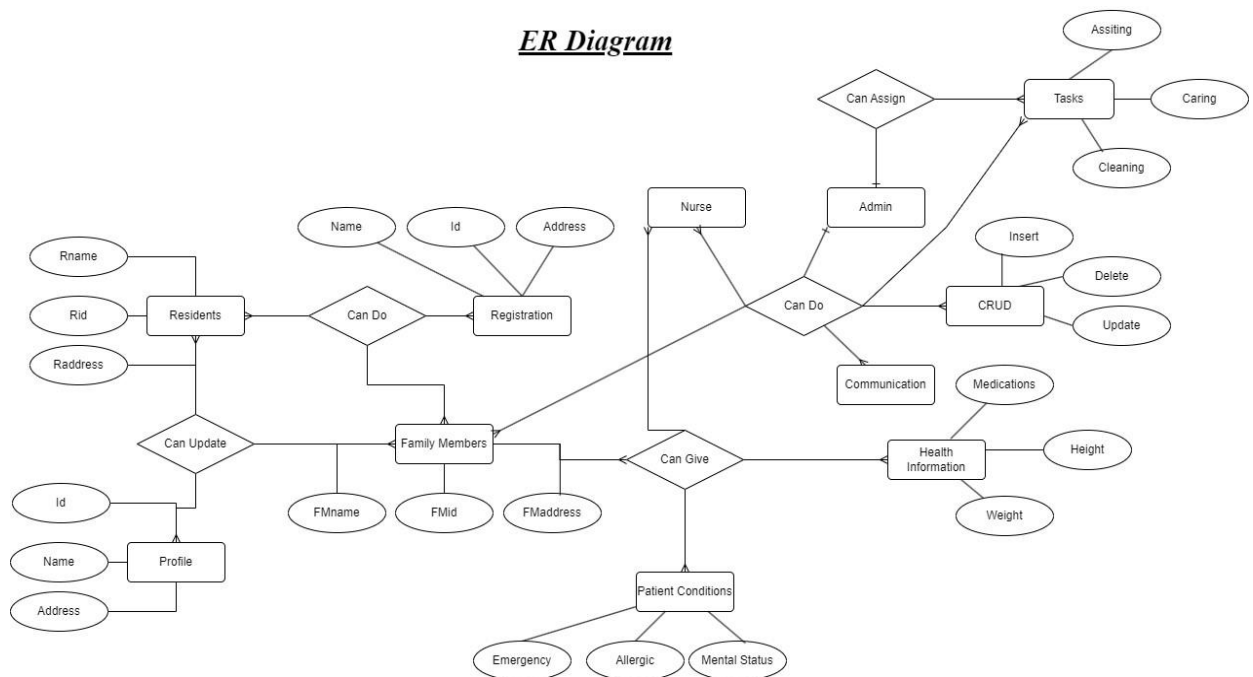 ER Diagram
Assiting
Can Assign
Tasks
Caring
Cleaning
Nurse
Admin
Name
Id
Address
Insert
Rname
Delete
Residents
Can Do
Registration
Can Do
CRUD
Rid
Update
Raddress
Communication
Medications
Can Update
Family Members
Can Give
Health
Information
Height
Id
FMname
FMid
FMaddress
Weight
Name
Profile
Address
Patient Conditions
Emergency
Allergic
Mental Status